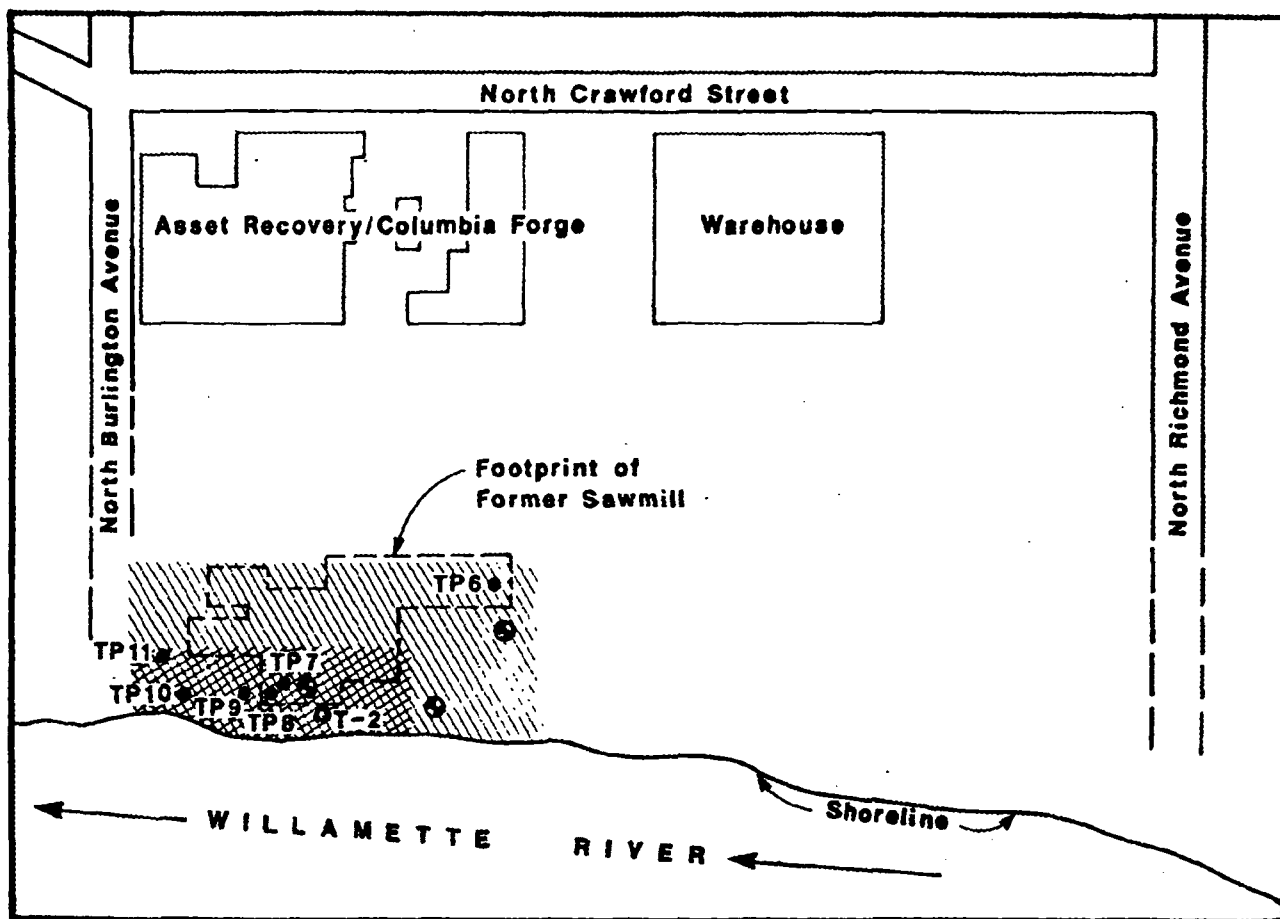 North Crawford Street
North Burlington Avenue
Asset Recovery/Columbia Forge
Warehouse
North Richmond Avenue
Footprint of
Former Sawmill
TP6
TP11
TP7
TP10
TP9
TP8
T-2
Shoreline
WILLAMETTE RIVER